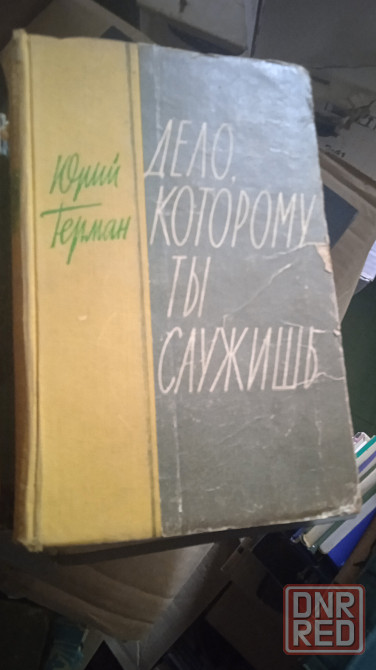 Юрий
Герман
ДЕЛО,
КОТОРОМУ
ТЫ
СЛУЖИШЬ
DNR
RED